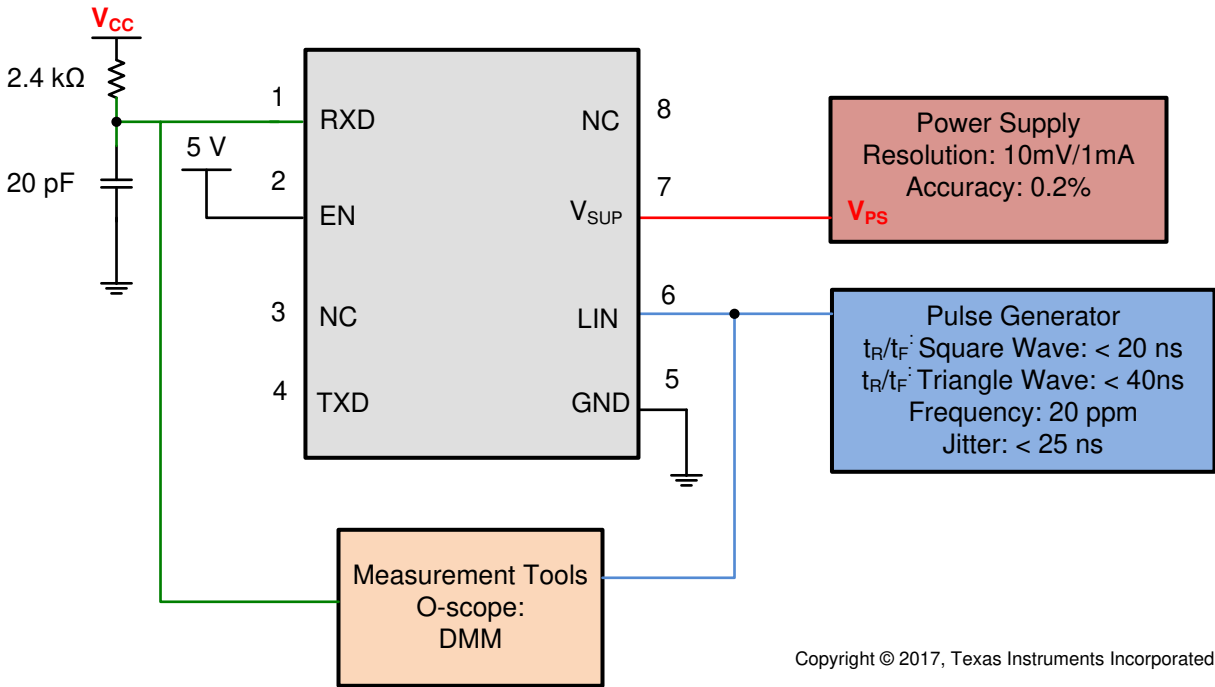 VCC
2.4 kΩ
20 pF
5 V
1
2
3
4
RXD
EN
NC
TXD
NC
VSUP
LIN
GND
8
7
6
5
Power Supply
Resolution: 10mV/1mA
Accuracy: 0.2%
VPS
Pulse Generator
tR/tF: Square Wave: < 20 ns
tR/tF: Triangle Wave: < 40ns
Frequency: 20 ppm
Jitter: < 25 ns
Measurement Tools
O-scope:
DMM
Copyright © 2017, Texas Instruments Incorporated